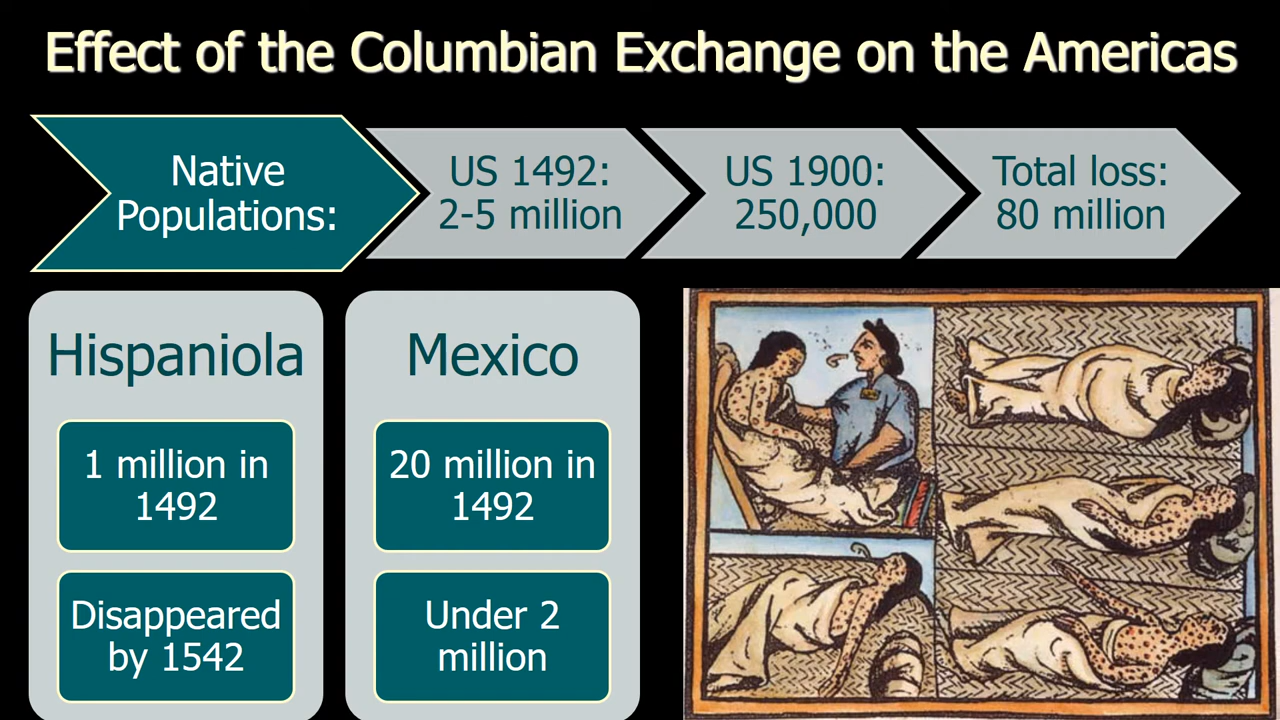 Effect of the Columbian Exchange on the Americas
Native
Populations:
US 1492:
2-5 million
US 1900:
250,000
Total loss:
80 million
Hispaniola
1 million in
1492
Disappeared
by 1542
Mexico
20 million in
1492
Under 2
million